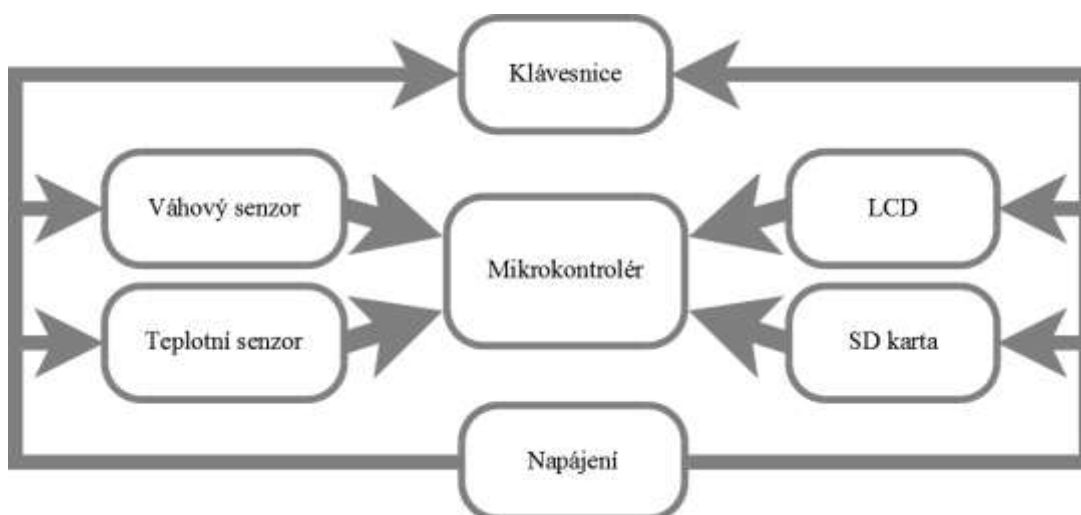 Klávesnice
Váhový senzor
LCD
Mikrokontrolér
Teplotní senzor
SD karta
Napájení